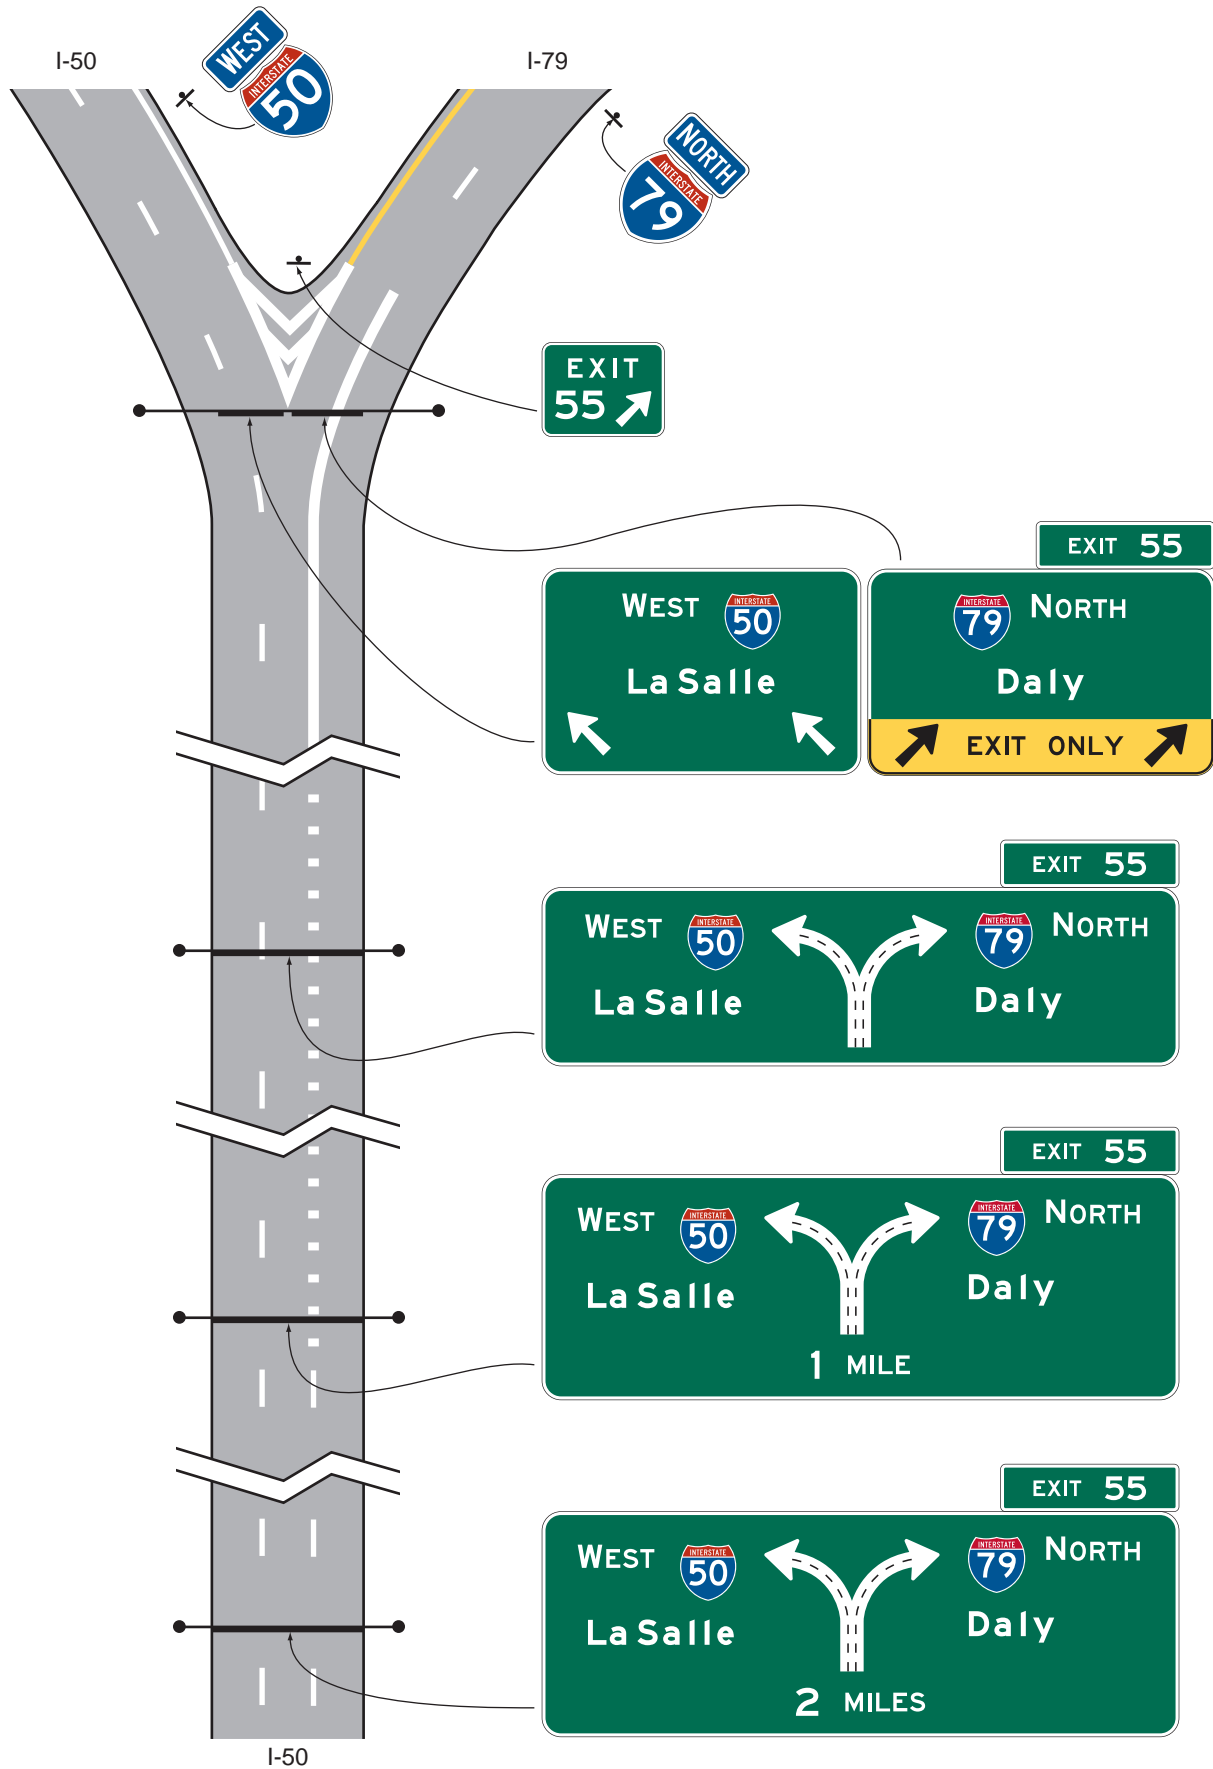 I-50
I-79
WEST
INTERSTATE
50
NORTH
INTERSTATE
79
EXIT
55
EXIT 55
WEST INTERSTATE 50
La Salle
INTERSTATE 79 NORTH
Daly
EXIT ONLY
EXIT 55
WEST INTERSTATE 50
La Salle
INTERSTATE 79 NORTH
Daly
EXIT 55
WEST INTERSTATE 50
La Salle
INTERSTATE 79 NORTH
Daly
1 MILE
EXIT 55
WEST INTERSTATE 50
La Salle
INTERSTATE 79 NORTH
Daly
2 MILES
I-50